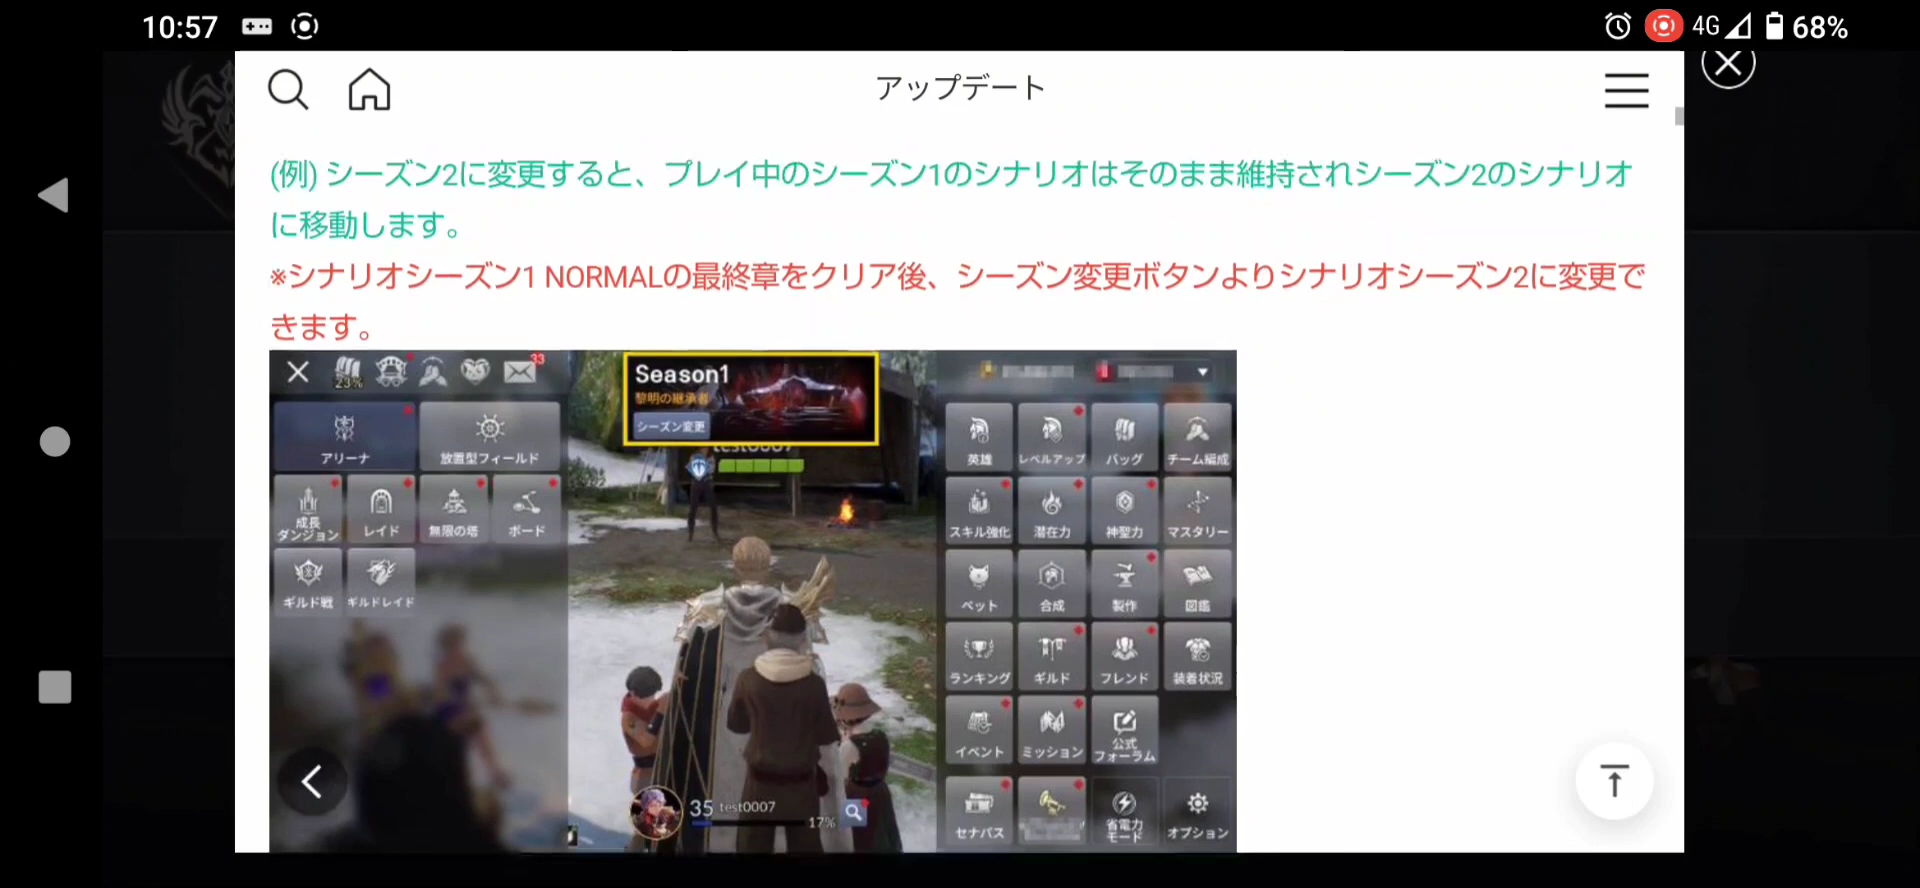 10:57
4G
68%
アップデート
(例) シーズン2に変更すると、プレイ中のシーズン1のシナリオはそのまま維持されシーズン2のシナリオ
に移動します。
※シナリオシーズン1 NORMALの最終章をクリア後、シーズン変更ボタンよりシナリオシーズン2に変更で
きます。
23%
33
Season1
黎明の継承者
シーズン変更
test0007
アリーナ
放置型フィールド
成長
ダンジョン
レイド
無限の塔
ボード
ギルド戦
ギルドレイド
英雄
レベルアップ
バッグ
チーム編成
スキル強化
潜在力
神聖力
マスタリー
ペット
合成
製作
図鑑
ランキング
ギルド
フレンド
装着状況
イベント
ミッション
公式
フォーラム
セナパス
省電力
モード
オプション
35 test0007
17%